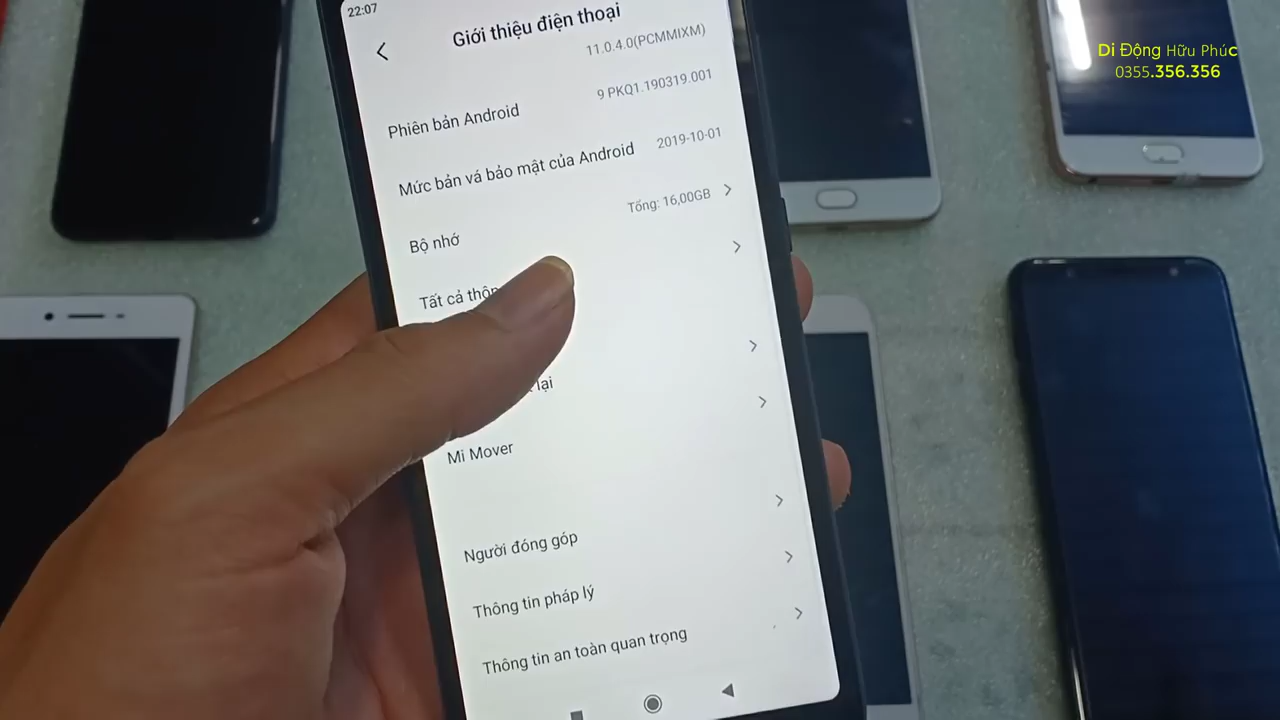 22:07
Giới thiệu điện thoại
11.0.4.0(PCMMIXM)
Phiên bản Android
9 PKQ1.190319.001
Mức bản vá bảo mật của Android
2019-10-01
Bộ nhớ
Tổng: 16,00GB
Tất cả
lại
Mi Mover
Người đóng góp
Thông tin pháp lý
Thông tin an toàn quan trọng
Di Động Hữu Phúc
0355.356.356